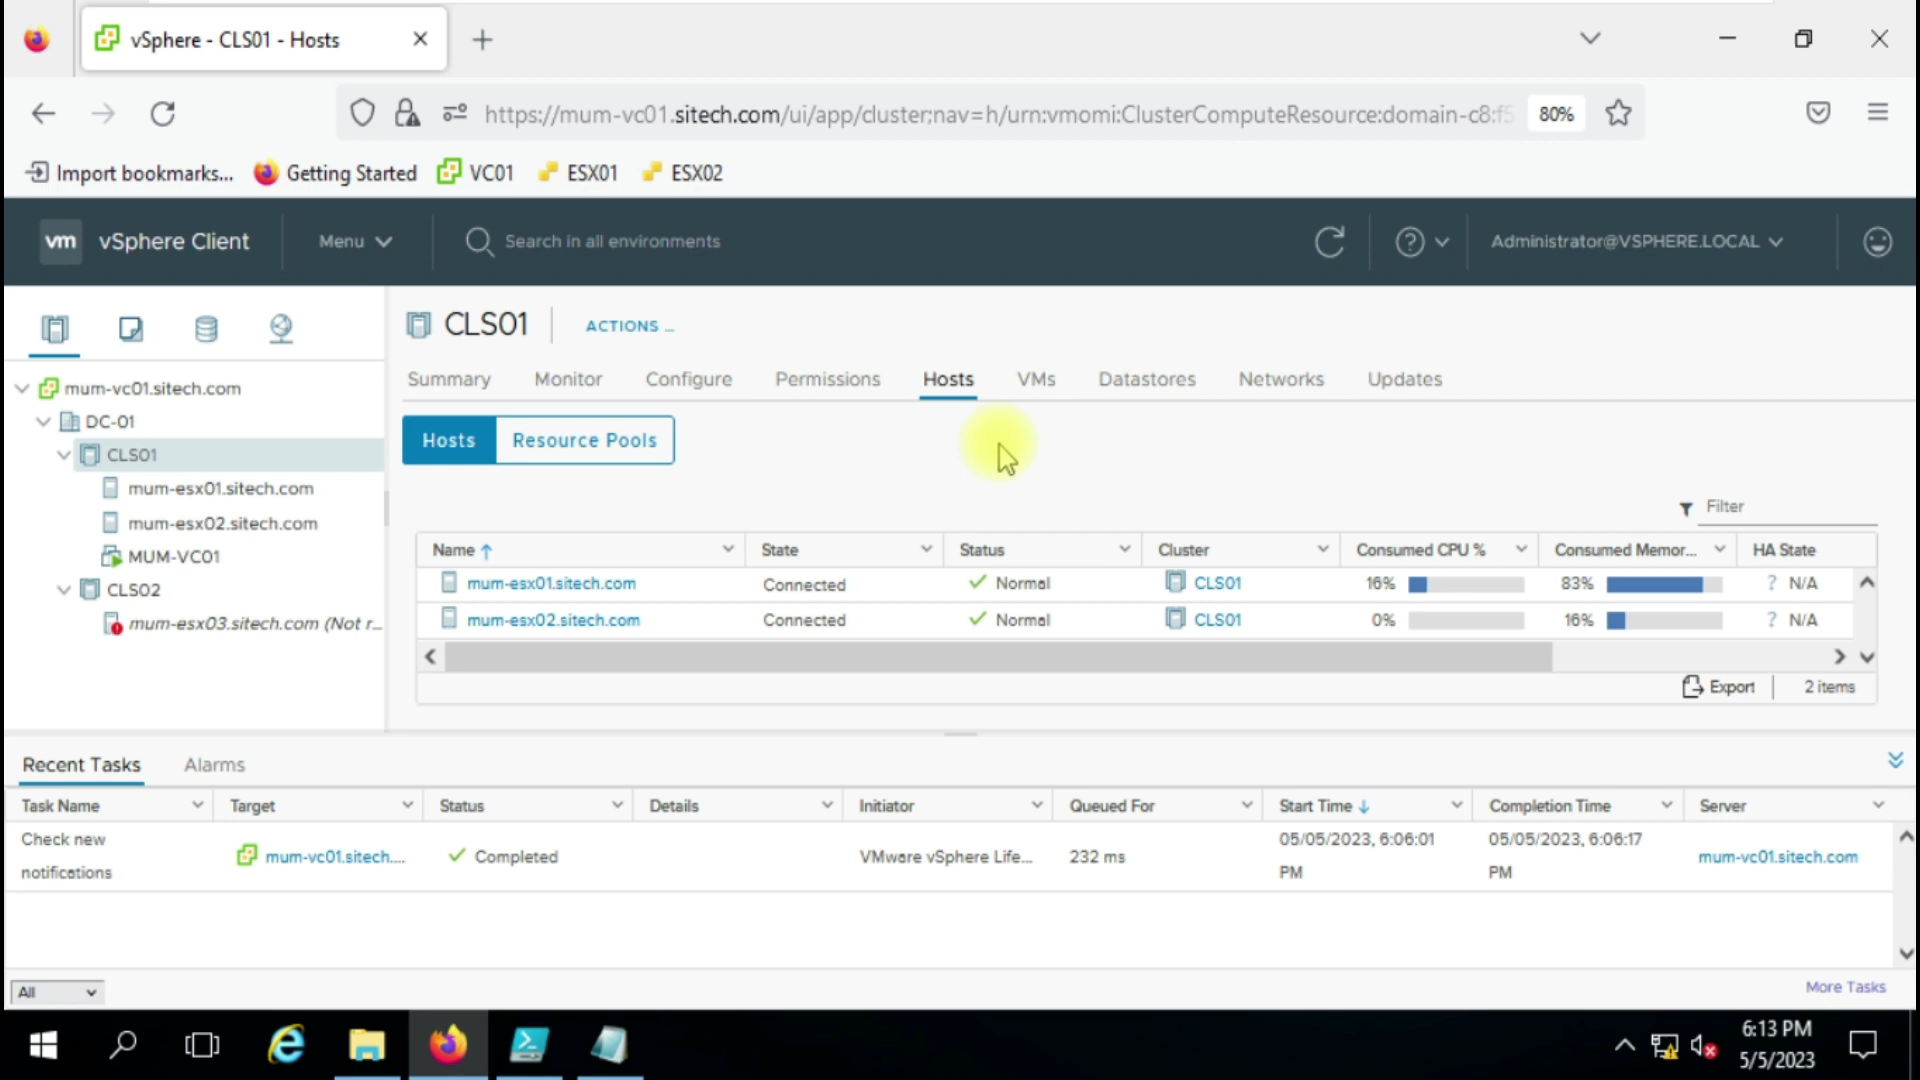 vSphere - CLS01 - Hosts
https://mum-vc01.sitech.com/ui/app/cluster;nav=h/urn:vmomi:ClusterComputeResource:domain-c8:f5
80%
Import bookmarks...
Getting Started
VC01
ESX01
ESX02
vm
vSphere Client
Menu
Search in all environments
Administrator@VSPHERE.LOCAL
CLS01
ACTIONS
Summary
Monitor
Configure
Permissions
Hosts
VMs
Datastores
Networks
Updates
mum-vc01.sitech.com
DC-01
CLS01
mum-esx01.sitech.com
mum-esx02.sitech.com
MUM-VC01
CLS02
mum-esx03.sitech.com (Not r...
Hosts
Resource Pools
Filter
Name State Status Cluster Consumed CPU % Consumed Memor... HA State
mum-esx01.sitech.com Connected Normal CLS01 16% 83% ? N/A
mum-esx02.sitech.com Connected Normal CLS01 0% 16% ? N/A
Export
2 items
Recent Tasks
Alarms
Task Name Target Status Details Initiator Queued For Start Time Completion Time Server
Check new 05/05/2023, 6:06:01 05/05/2023, 6:06:17
mum-vc01.sitech.... Completed VMware vSphere Life... 232 ms mum-vc01.sitech.com
notifications PM PM
All
More Tasks
6:13 PM
5/5/2023